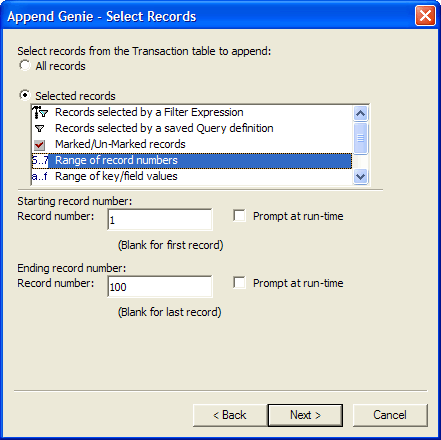 Append Genie - Select Records
Select records from the Transaction table to append:
All records
Selected records
Records selected by a Filter Expression
Records selected by a saved Query definition
Marked/Un-Marked records
5..7 Range of record numbers
a..f Range of key/field values
Starting record number:
Record number: 1 Prompt at run-time
(Blank for first record)
Ending record number:
Record number: 100 Prompt at run-time
(Blank for last record)
< Back Next > Cancel